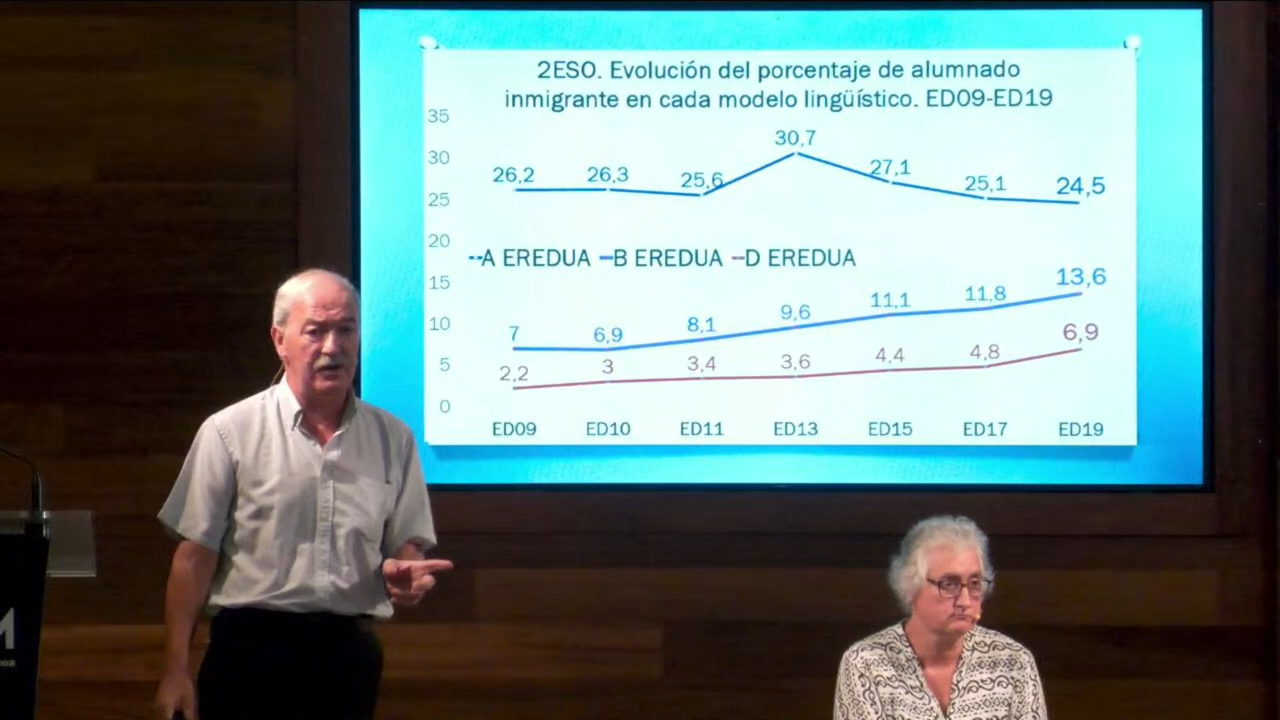 2ESO. Evolución del porcentaje de alumnado
inmigrante en cada modelo lingüístico. ED09-ED19
35
30
25
20
15
10
5
0
26,2 26,3 25,6 30,7 27,1 25,1 24,5
A EREDUA B EREDUA D EREDUA
7 6,9 8,1 9,6 11,1 11,8 13,6
2,2 3 3,4 3,6 4,4 4,8 6,9
ED09 ED10 ED11 ED13 ED15 ED17 ED19